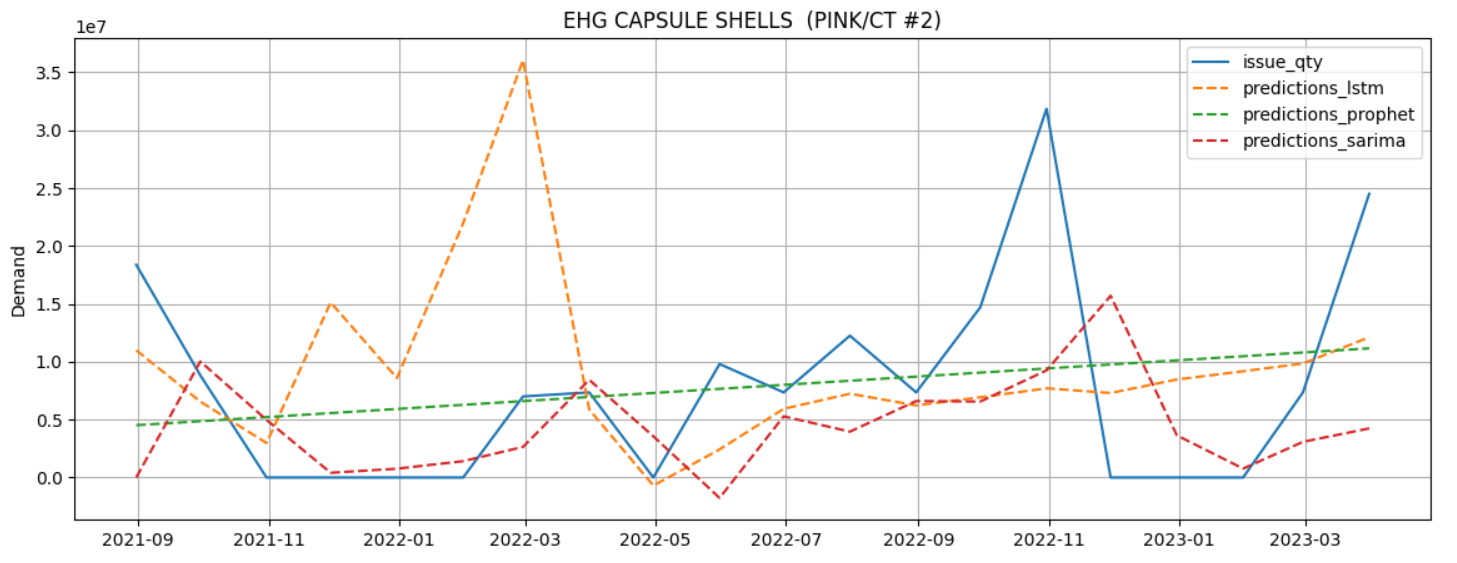 EHG CAPSULE SHELLS (PINK/CT #2)
1e7
3.5
3.0
2.5
2.0
1.5
1.0
0.5
0.0
Demand
issue_qty
predictions_lstm
predictions_prophet
predictions_sarima
2021-09 2021-11 2022-01 2022-03 2022-05 2022-07 2022-09 2022-11 2023-01 2023-03